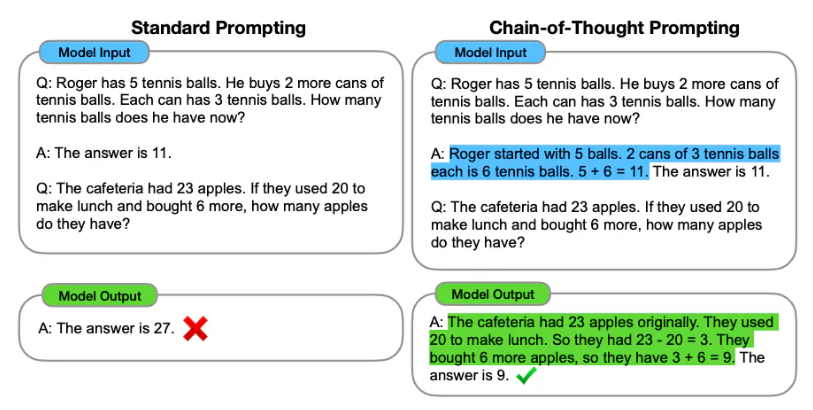 Standard Prompting
Model Input
Q: Roger has 5 tennis balls. He buys 2 more cans of
tennis balls. Each can has 3 tennis balls. How many
tennis balls does he have now?
A: The answer is 11.
Q: The cafeteria had 23 apples. If they used 20 to
make lunch and bought 6 more, how many apples
do they have?
Model Output
A: The answer is 27.
Chain-of-Thought Prompting
Model Input
Q: Roger has 5 tennis balls. He buys 2 more cans of
tennis balls. Each can has 3 tennis balls. How many
tennis balls does he have now?
A: Roger started with 5 balls. 2 cans of 3 tennis balls
each is 6 tennis balls. 5 + 6 = 11. The answer is 11.
Q: The cafeteria had 23 apples. If they used 20 to
make lunch and bought 6 more, how many apples
do they have?
Model Output
A: The cafeteria had 23 apples originally. They used
20 to make lunch. So they had 23 - 20 = 3. They
bought 6 more apples, so they have 3 + 6 = 9. The
answer is 9.